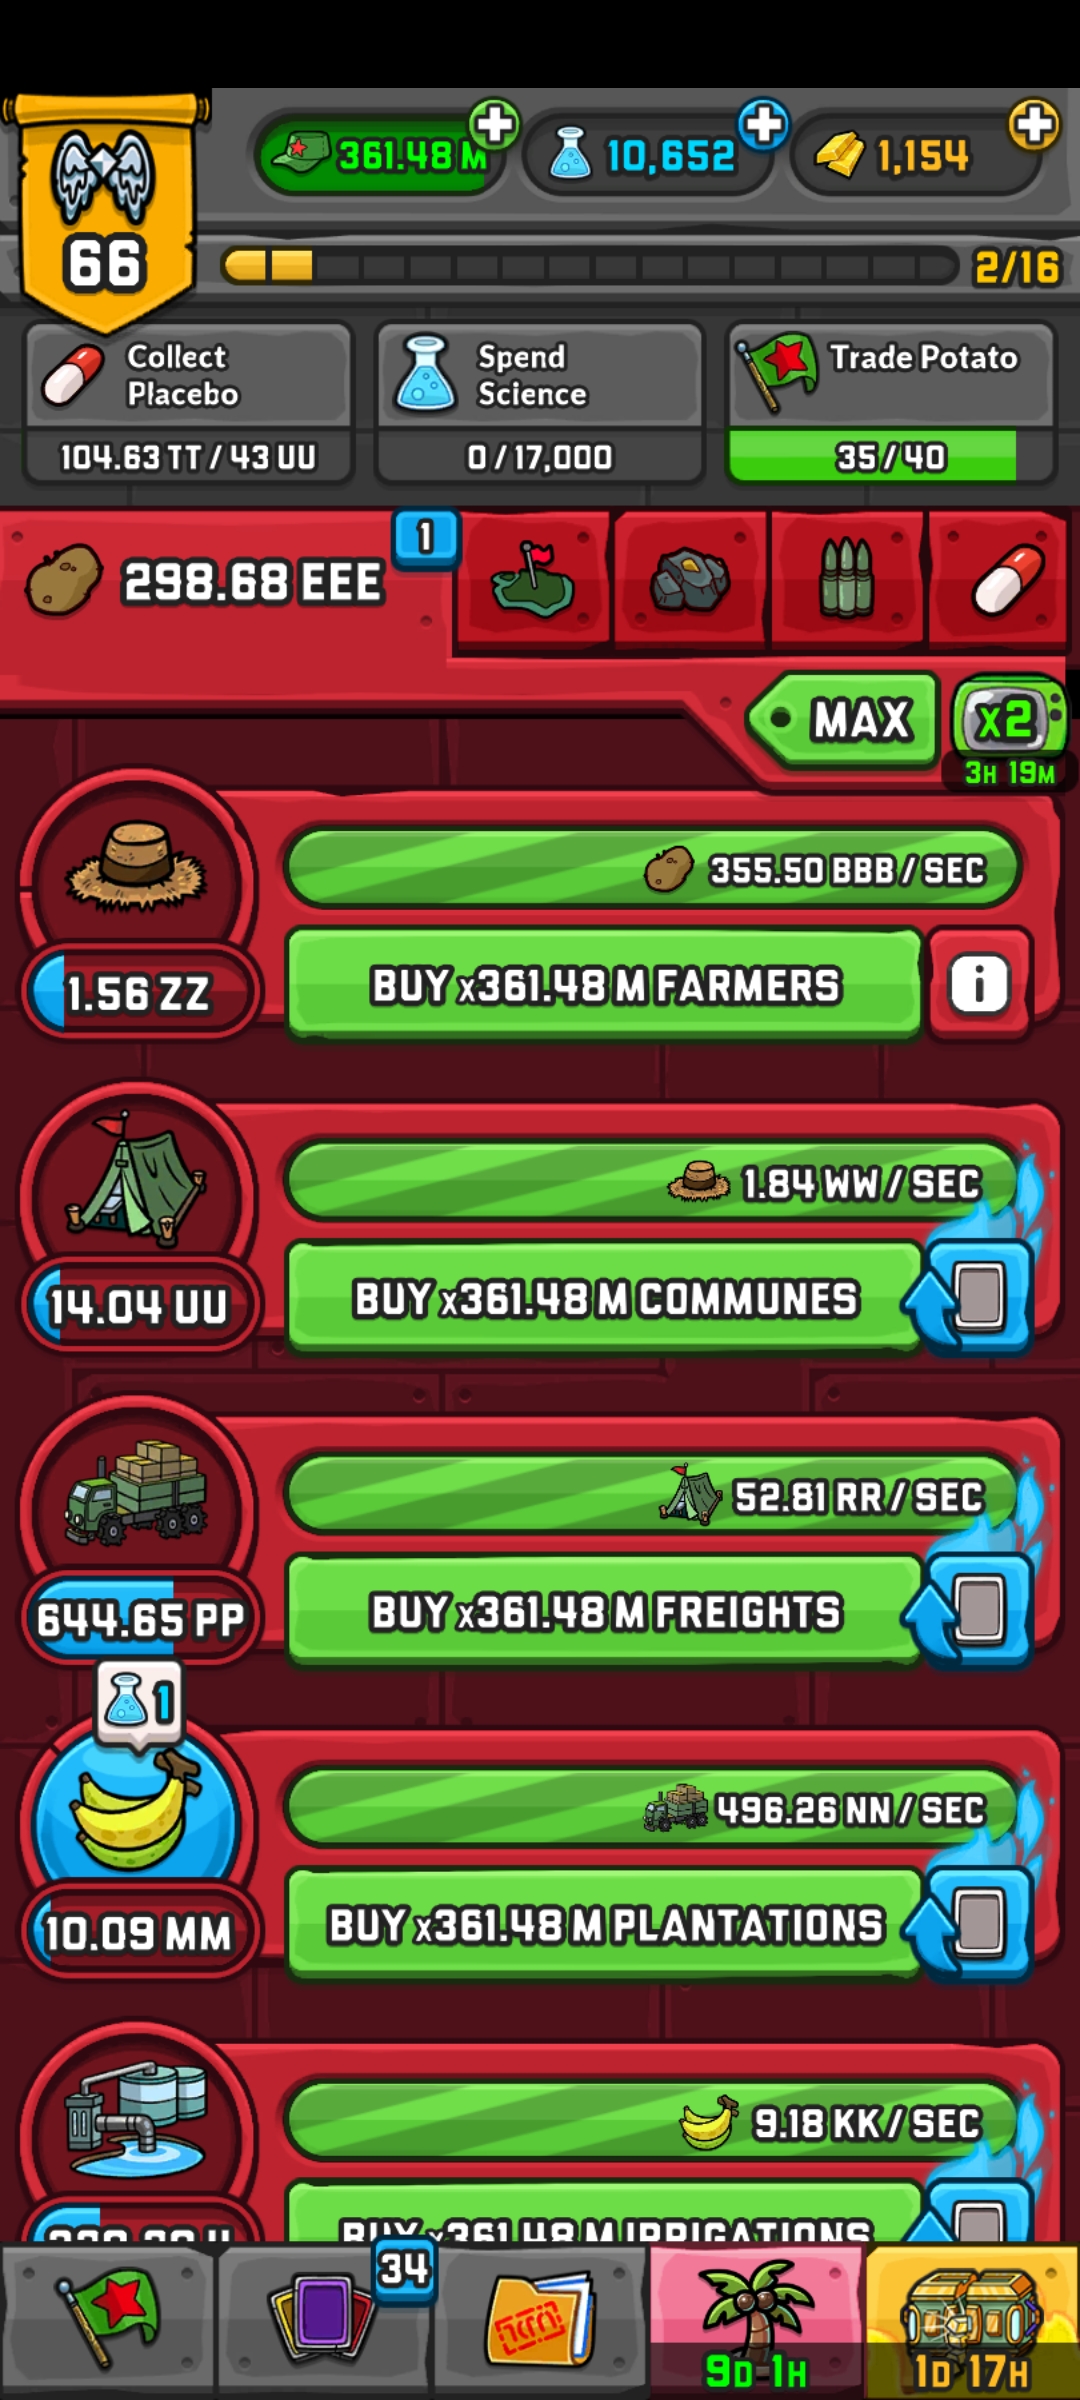 361.48 M
10,652
1,154
66
2/16
Collect
Placebo
104.63 TT / 43 UU
Spend
Science
0 / 17,000
Trade Potato
35 / 40
298.68 EEE
1
MAX
x2
3H 19M
355.50 BBB / SEC
1.56 ZZ
BUY x361.48 M FARMERS
i
1.84 WW / SEC
14.04 UU
BUY x361.48 M COMMUNES
52.81 RR / SEC
644.65 PP
BUY x361.48 M FREIGHTS
1
496.26 NN / SEC
10.09 MM
BUY x361.48 M PLANTATIONS
9.18 KK / SEC
BUY x361.48 M IRRIGATIONS
34
9D 1H
1D 17H